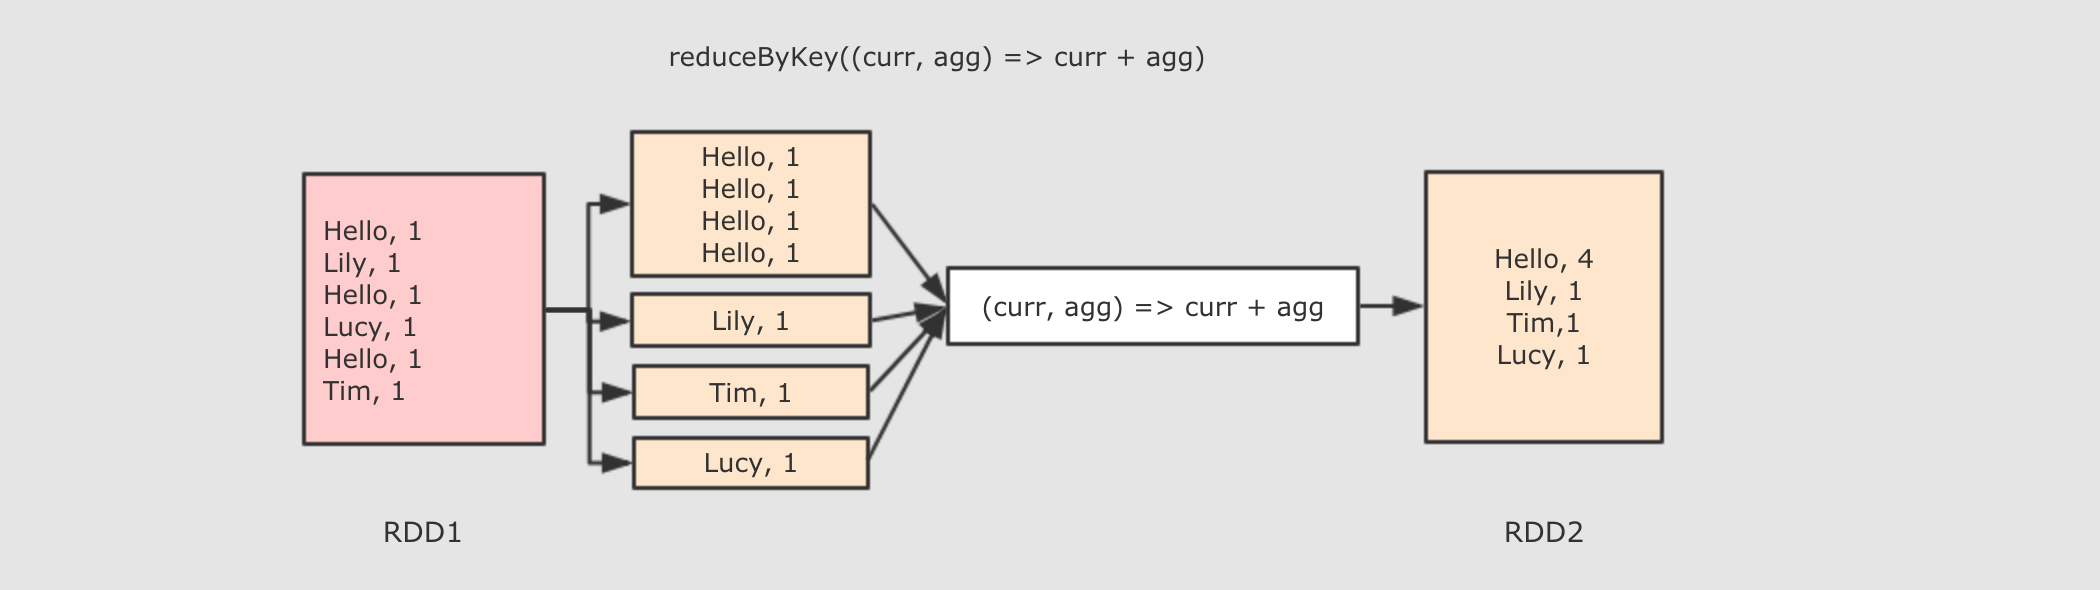 reduceByKey((curr, agg) => curr + agg)
Hello, 1
Lily, 1
Hello, 1
Lucy, 1
Hello, 1
Tim, 1
RDD1
Hello, 1
Hello, 1
Hello, 1
Hello, 1
Lily, 1
Tim, 1
Lucy, 1
(curr, agg) => curr + agg
Hello, 4
Lily, 1
Tim,1
Lucy, 1
RDD2